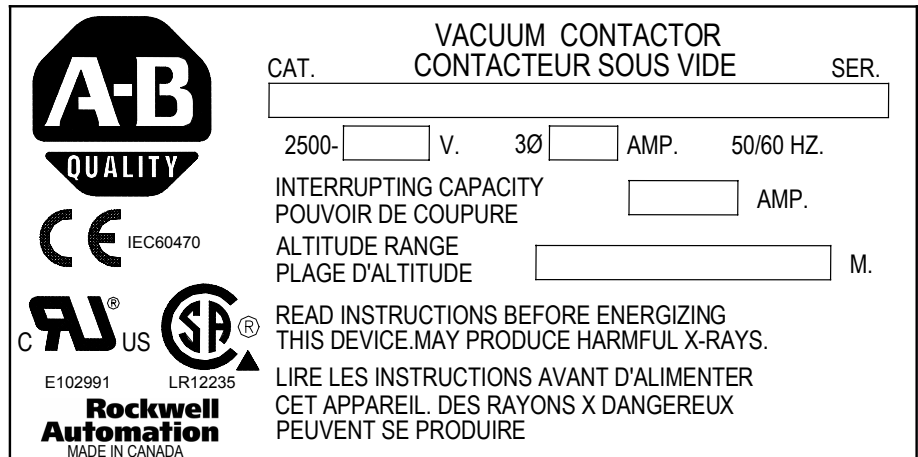 A-B
QUALITY
CE IEC60470
C RU ® US
SA ®
E102991 LR12235
Rockwell
Automation
MADE IN CANADA
VACUUM CONTACTOR
CAT. CONTACTEUR SOUS VIDE SER.
2500- V. 3Ø AMP. 50/60 HZ.
INTERRUPTING CAPACITY
POUVOIR DE COUPURE AMP.
ALTITUDE RANGE
PLAGE D'ALTITUDE M.
READ INSTRUCTIONS BEFORE ENERGIZING
THIS DEVICE.MAY PRODUCE HARMFUL X-RAYS.
LIRE LES INSTRUCTIONS AVANT D'ALIMENTER
CET APPAREIL. DES RAYONS X DANGEREUX
PEUVENT SE PRODUIRE